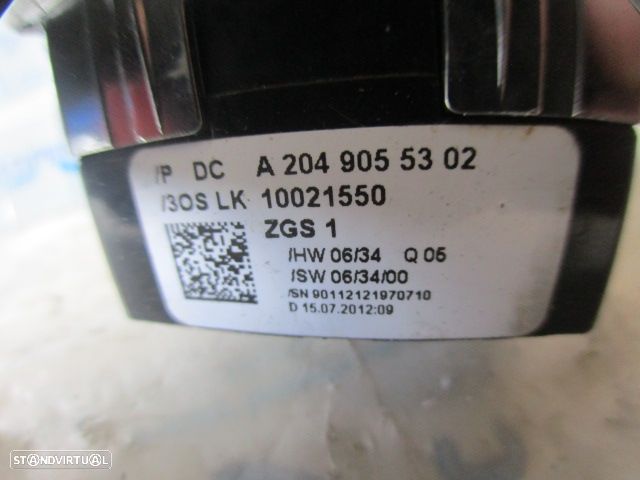 /P DC A 204 905 53 02
/3OS LK 10021550
ZGS 1
/HW 06/34 Q 05
/SW 06/34/00
/SN 90112121970710
D 15.07.2012:09
STANDVIRTUAL